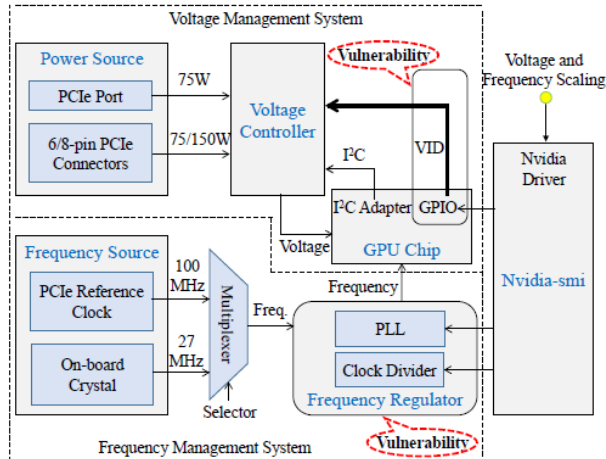 Voltage Management System
Power Source
PCIe Port
6/8-pin PCIe
Connectors
75W
75/150W
Voltage
Controller
Vulnerability
VID
I²C
I²C Adapter
GPIO
GPU Chip
Voltage
Voltage and
Frequency Scaling
Nvidia
Driver
Nvidia-smi
Frequency Source
PCIe Reference
Clock
On-board
Crystal
100
MHz
27
MHz
Multiplexer
Selector
Freq.
Frequency
PLL
Clock Divider
Frequency Regulator
Vulnerability
Frequency Management System